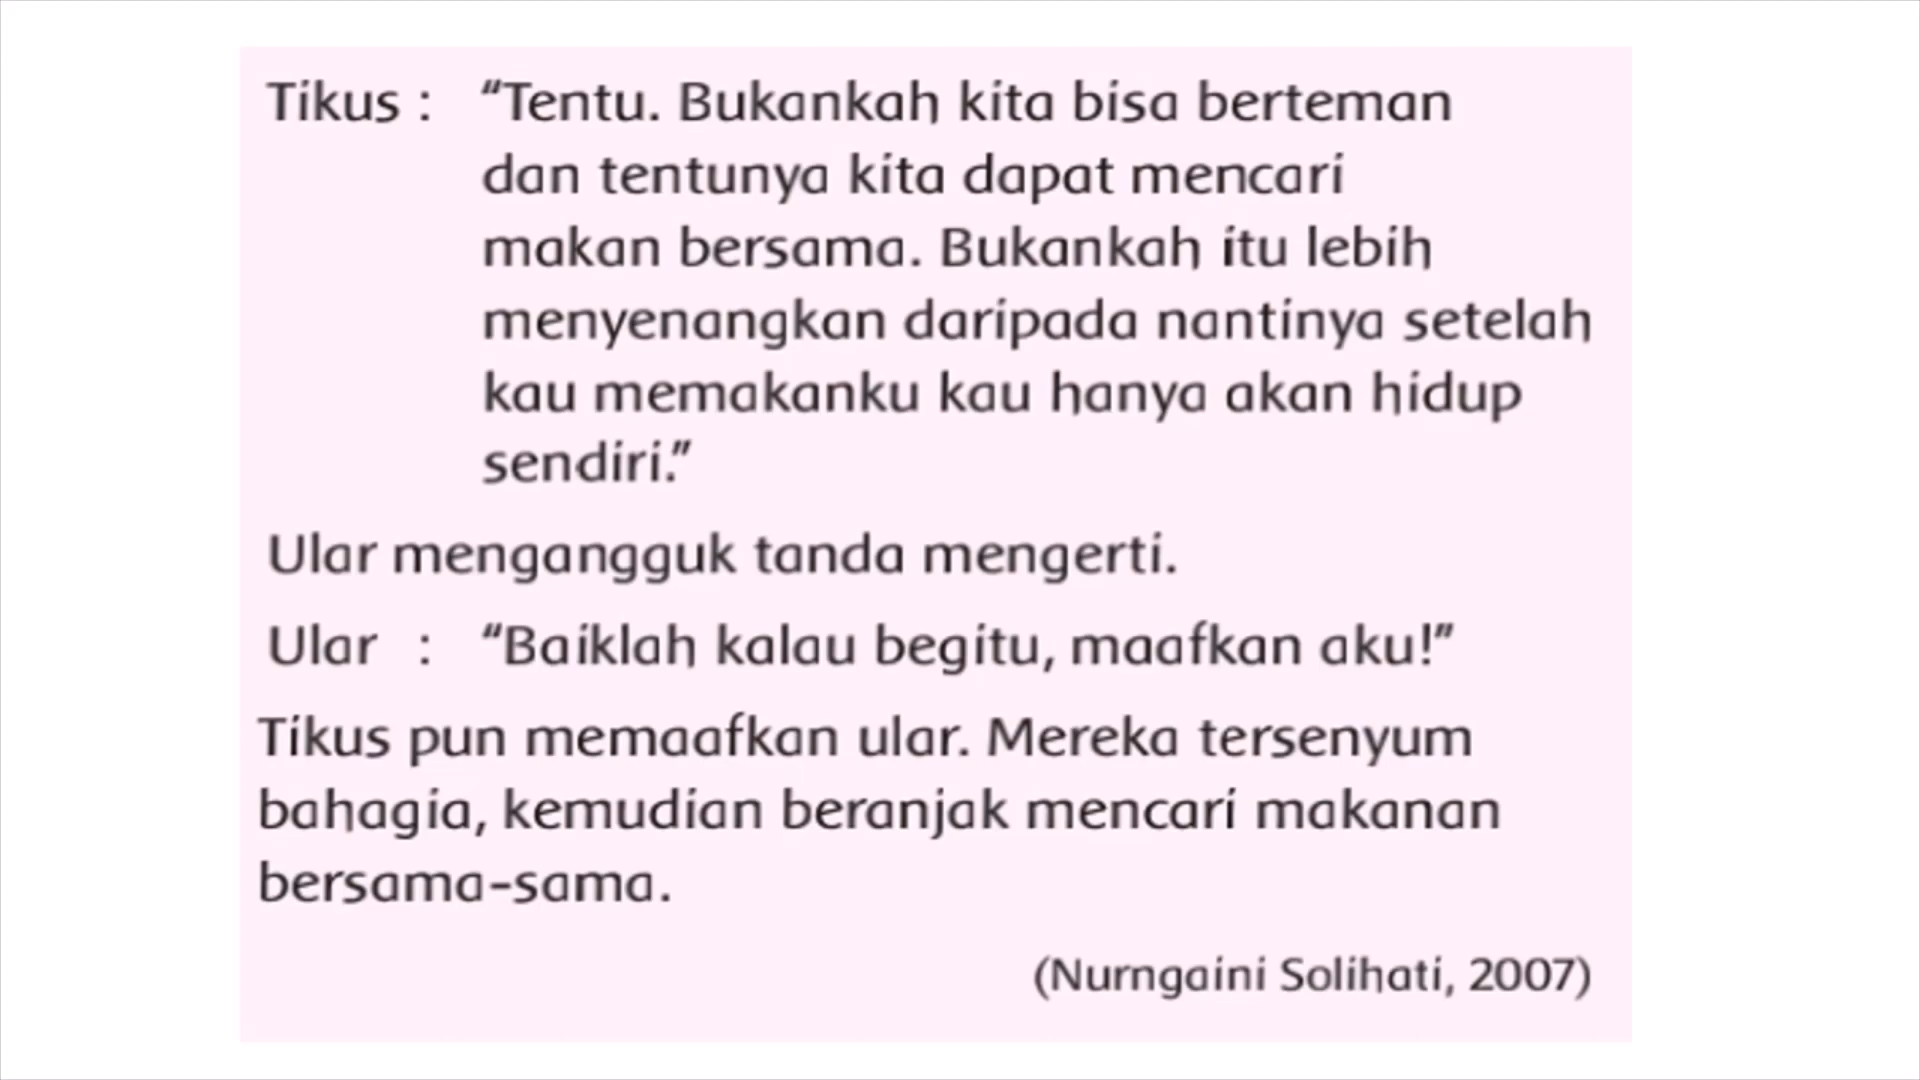 Tikus : “Tentu. Bukankah kita bisa berteman
dan tentunya kita dapat mencari
makan bersama. Bukankah itu lebih
menyenangkan daripada nantinya setelah
kau memakanku kau hanya akan hidup
sendiri.”
Ular mengangguk tanda mengerti.
Ular : “Baiklah kalau begitu, maafkan aku!”
Tikus pun memaafkan ular. Mereka tersenyum
bahagia, kemudian beranjak mencari makanan
bersama-sama.
(Nurngaini Solihati, 2007)